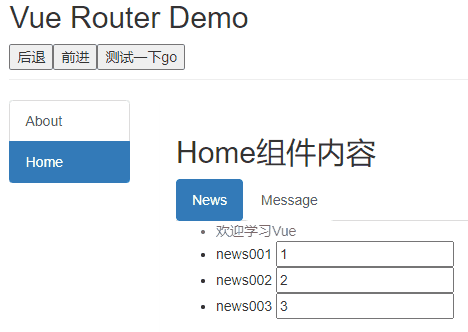 Vue Router Demo
后退 前进 测试一下go
About
Home
Home组件内容
News Message
欢迎学习Vue
news001 1
news002 2
news003 3